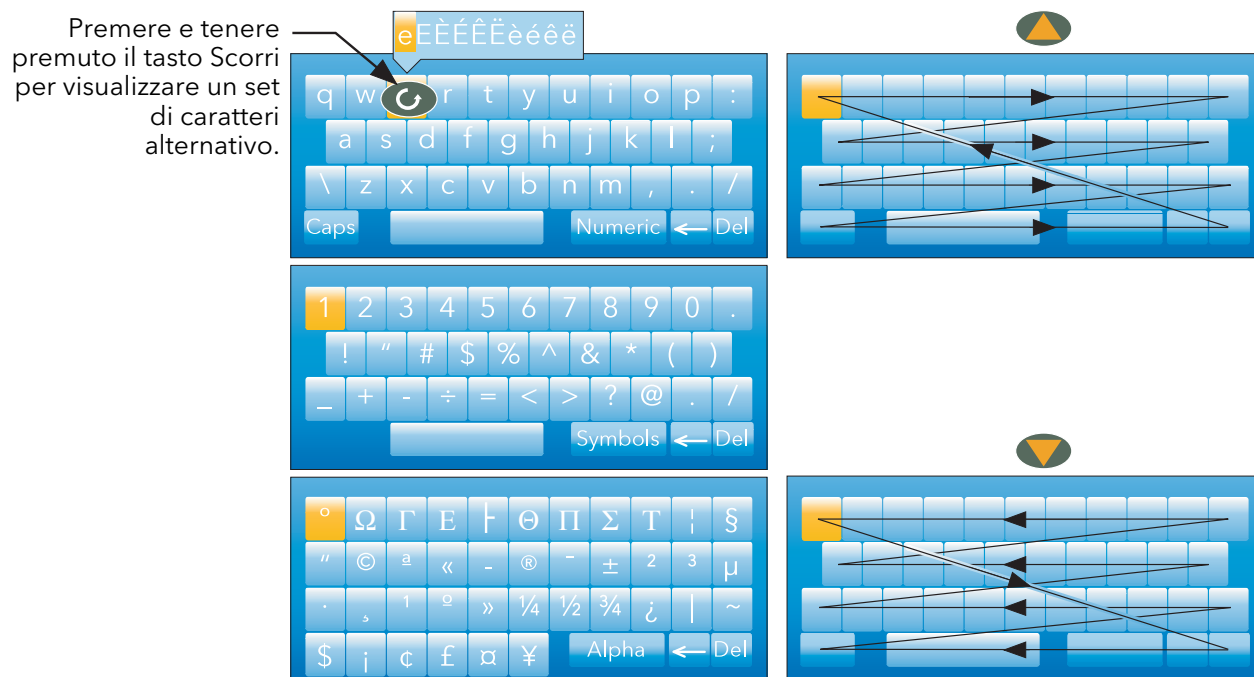 Premere e tenere
premuto il tasto Scorri
per visualizzare un set
di caratteri
alternativo.
eEÈÉÊËèéêë
q w r t y u i o p :
a s d f g h j k l ;
\ z x c v b n m , . /
Caps Numeric ← Del
1 2 3 4 5 6 7 8 9 0 .
! “ # $ % ^ & * ( )
_ + - ÷ = < > ? @ . /
Symbols ← Del
° Ω Γ E ├ Θ Π Σ T ¦ §
“ © ª « - ® ¯ ± ² ³ µ
· ¸ ¹ º » ¼ ½ ¾ ¿ | ~
$ ¡ ¢ £ ¤ ¥ Alpha ← Del